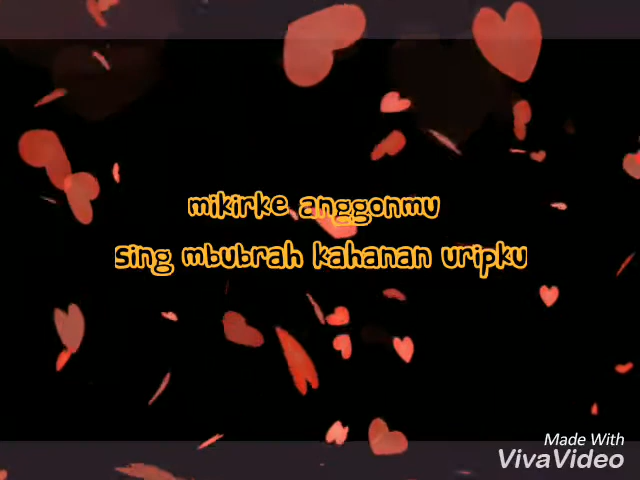 mikirke anggonmu
sing mbubrah kahanan uripku
Made With
VivaVideo